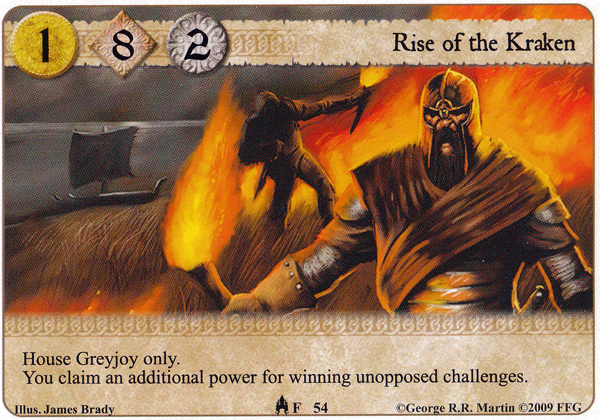 1 8 2 Rise of the Kraken
House Greyjoy only.
You claim an additional power for winning unopposed challenges.
Illus. James Brady F 54 ©George R.R. Martin ©2009 FFG